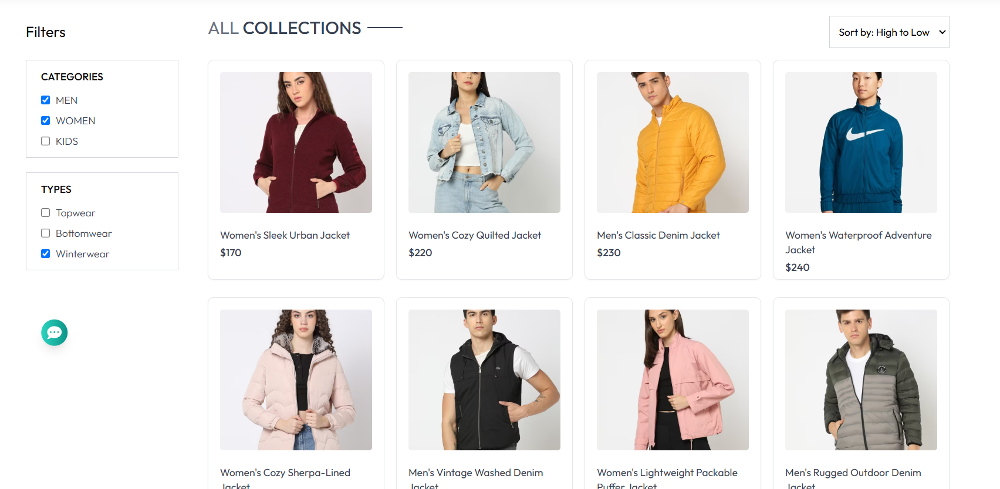 Filters
ALL COLLECTIONS
Sort by: High to Low
CATEGORIES
MEN
WOMEN
KIDS
TYPES
Topwear
Bottomwear
Winterwear
Women's Sleek Urban Jacket
$170
Women's Cozy Quilted Jacket
$220
Men's Classic Denim Jacket
$230
Women's Waterproof Adventure
Jacket
$240
Women's Cozy Sherpa-Lined
Jacket
Men's Vintage Washed Denim
Jacket
Women's Lightweight Packable
Puffer Jacket
Men's Rugged Outdoor Denim
Jacket